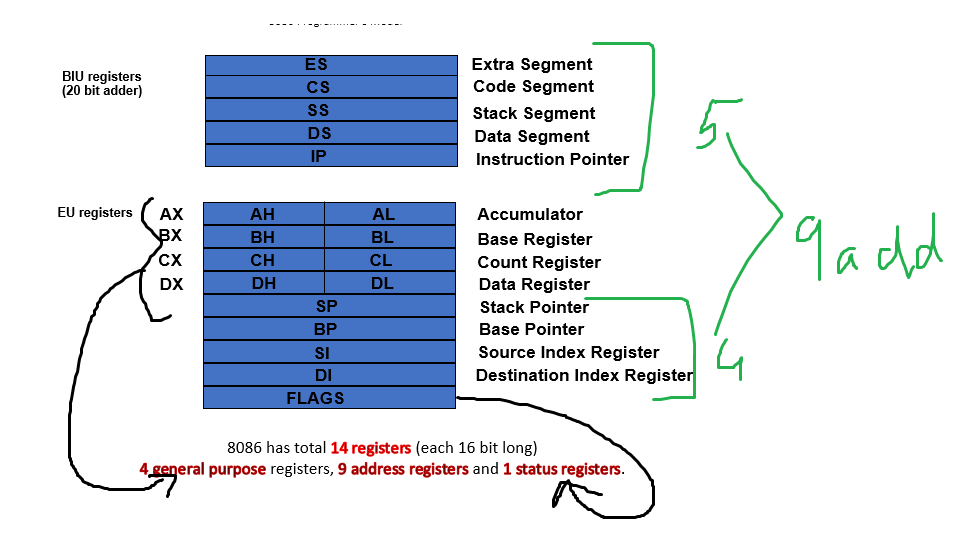 BIU registers
(20 bit adder)
ES Extra Segment
CS Code Segment
SS Stack Segment
DS Data Segment
IP Instruction Pointer
5
EU registers
AX AH AL Accumulator
BX BH BL Base Register
CX CH CL Count Register
DX DH DL Data Register
9 add
SP Stack Pointer
BP Base Pointer
SI Source Index Register
DI Destination Index Register
4
FLAGS
8086 has total 14 registers (each 16 bit long)
4 general purpose registers, 9 address registers and 1 status registers.